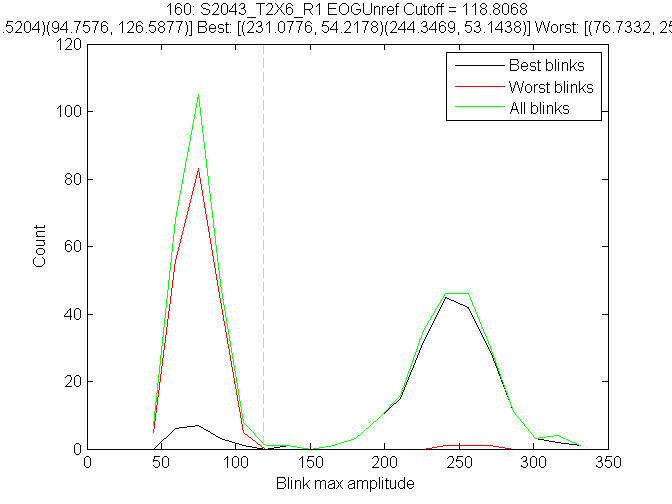 160: S2043_T2X6_R1 EOGUnref Cutoff = 118.8068
.5204)(94.7576, 126.5877)] Best: [(231.0776, 54.2178)(244.3469, 53.1438)] Worst: [(76.7332, 25
120
100
80
60
40
20
0
Count
Best blinks
Worst blinks
All blinks
0 50 100 150 200 250 300 350
Blink max amplitude